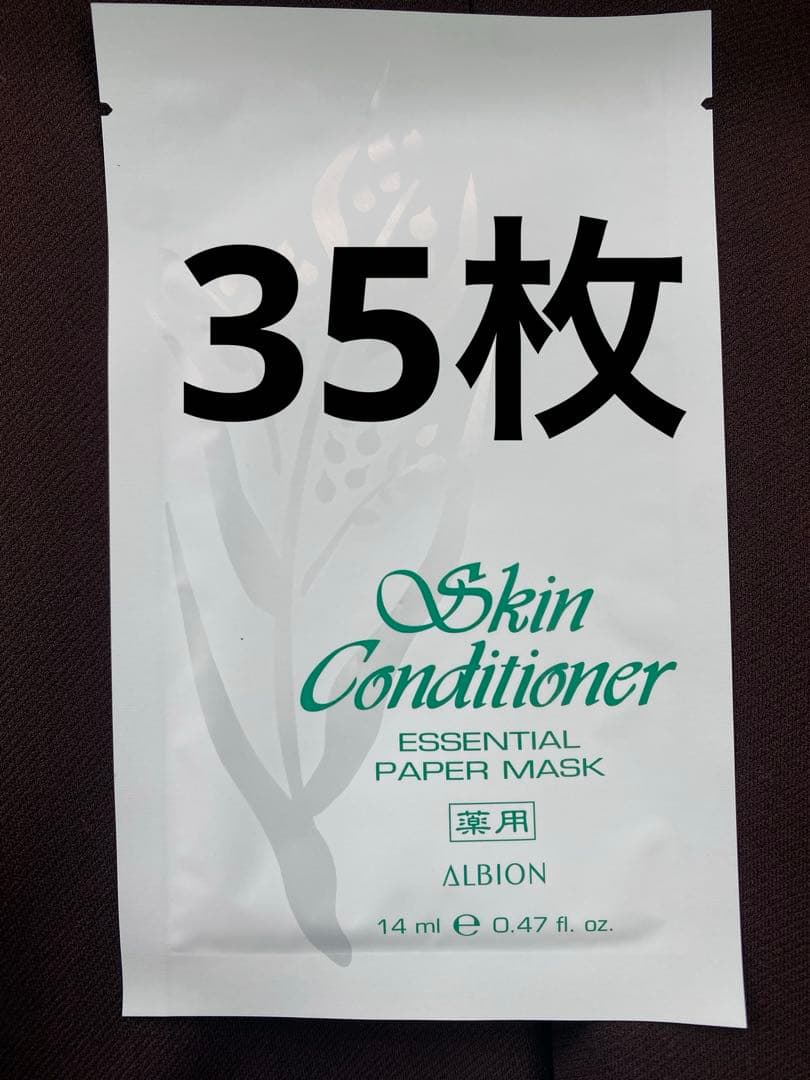 35枚
Skin
Conditioner
ESSENTIAL
PAPER MASK
薬用
ALBION
14 ml ℮ 0.47 fl. oz.